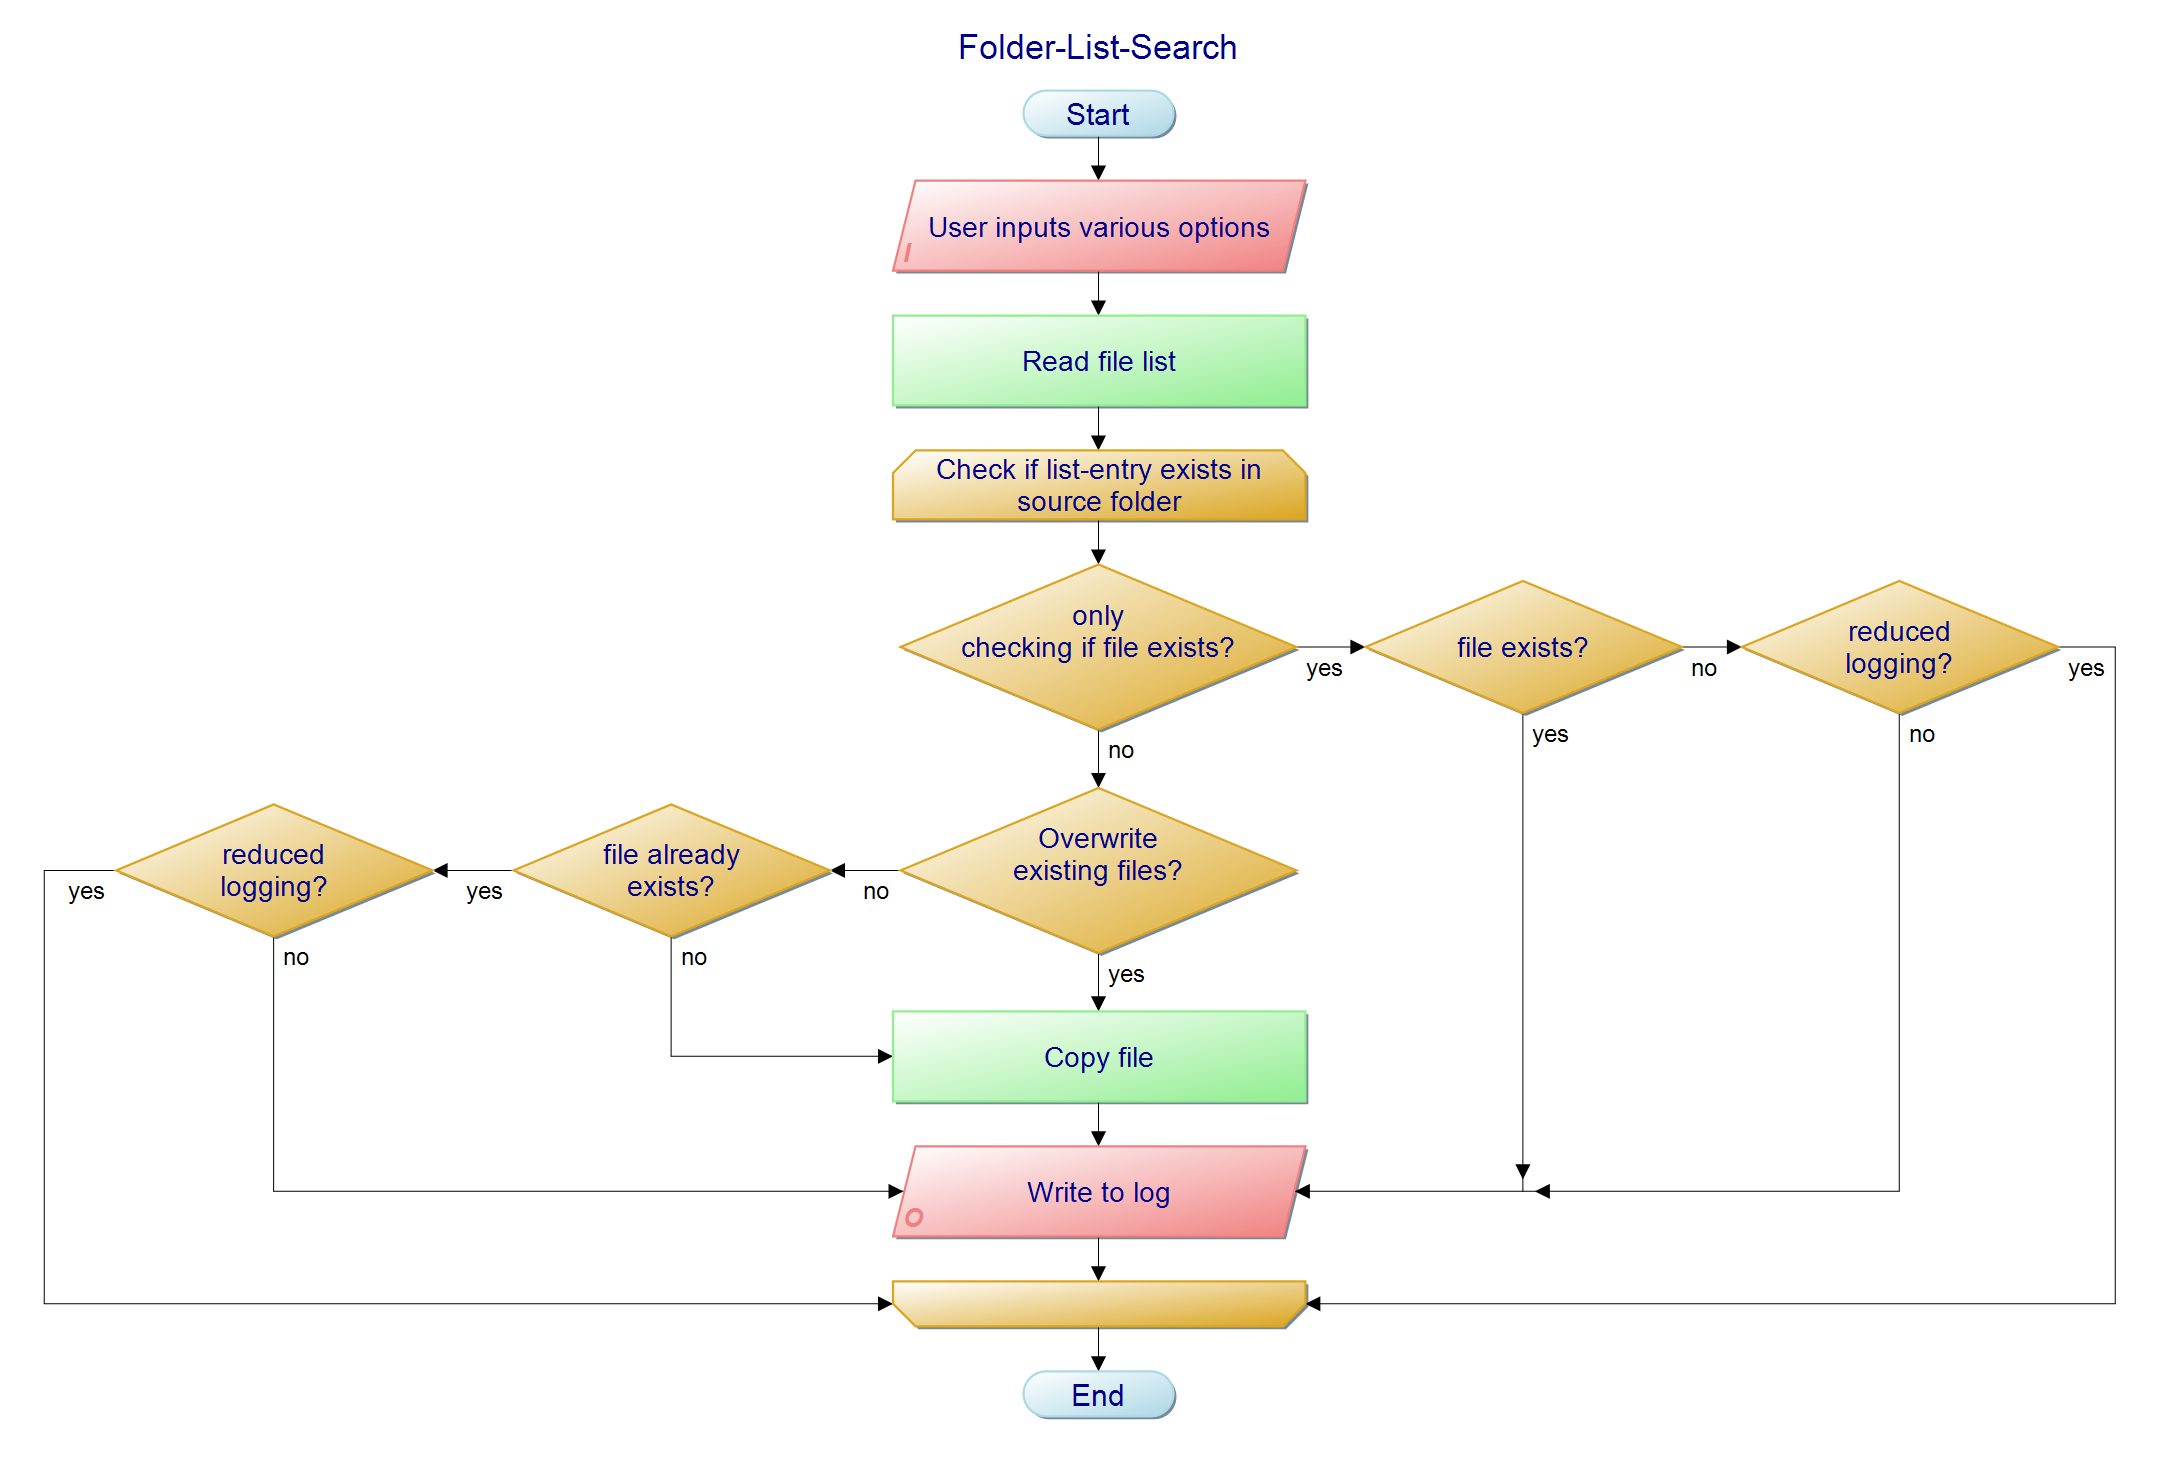 Folder-List-Search
Start
User inputs various options
I
Read file list
Check if list-entry exists in
source folder
only
checking if file exists?
yes
file exists?
no
reduced
logging?
yes
no
yes
no
Overwrite
existing files?
no
file already
exists?
yes
reduced
logging?
yes
no
no
yes
Copy file
Write to log
O
End